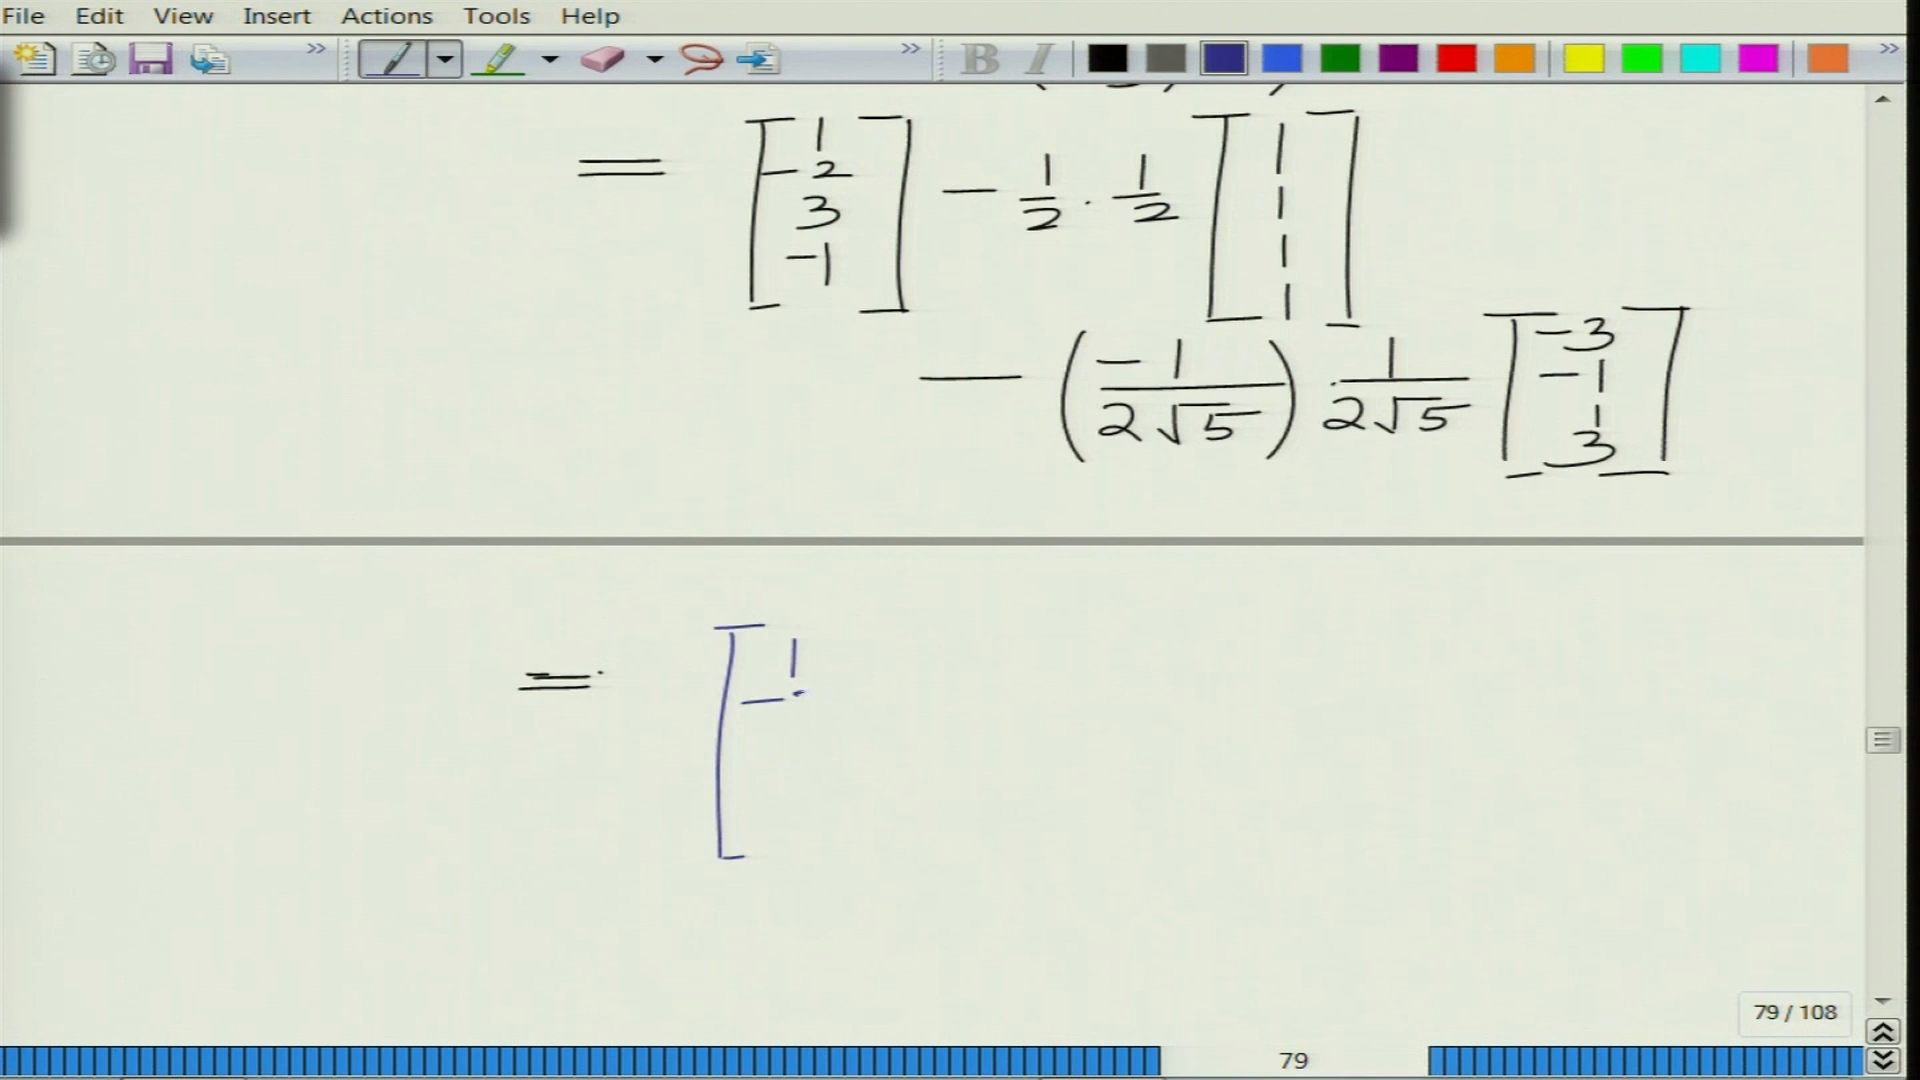 File Edit View Insert Actions Tools Help
B I
= [1 -2 3 -1] - 1/2 · 1/2 [1 1 1 1]
- (-1/2√5) · 1/2√5 [-3 -1 1 3]
= [1 -
79 / 108
79